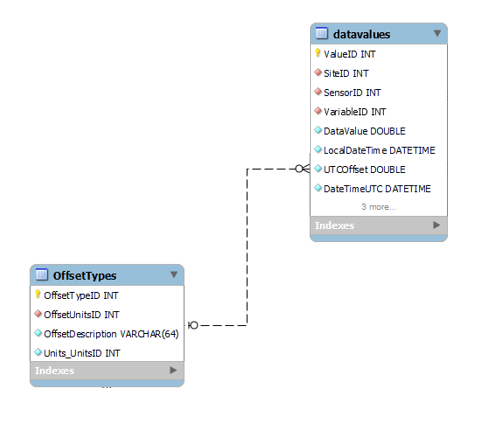 datavalues
ValueID INT
SiteID INT
SensorID INT
VariableID INT
DataValue DOUBLE
LocalDateTime DATETIME
UTCOffset DOUBLE
DateTimeUTC DATETIME
3 more...
Indexes
OffsetTypes
OffsetTypeID INT
OffsetUnitsID INT
OffsetDescription VARCHAR(64)
Units_UnitsID INT
Indexes